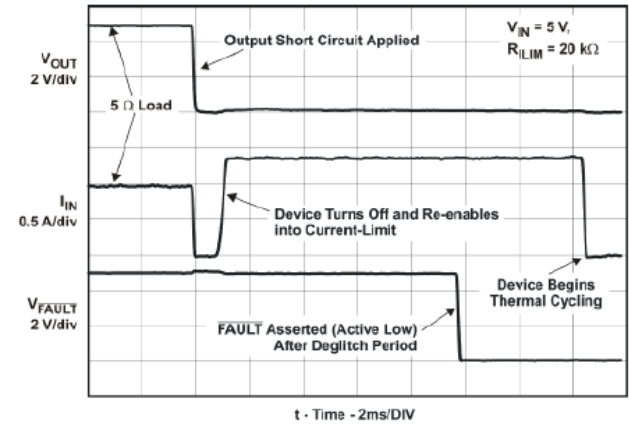 V_OUT
2 V/div
Output Short Circuit Applied
V_IN = 5 V,
R_ILIM = 20 kΩ
5 Ω Load
I_IN
0.5 A/div
Device Turns Off and Re-enables
into Current-Limit
V_FAULT
2 V/div
FAULT Asserted (Active Low)
After Deglitch Period
Device Begins
Thermal Cycling
t - Time - 2ms/DIV